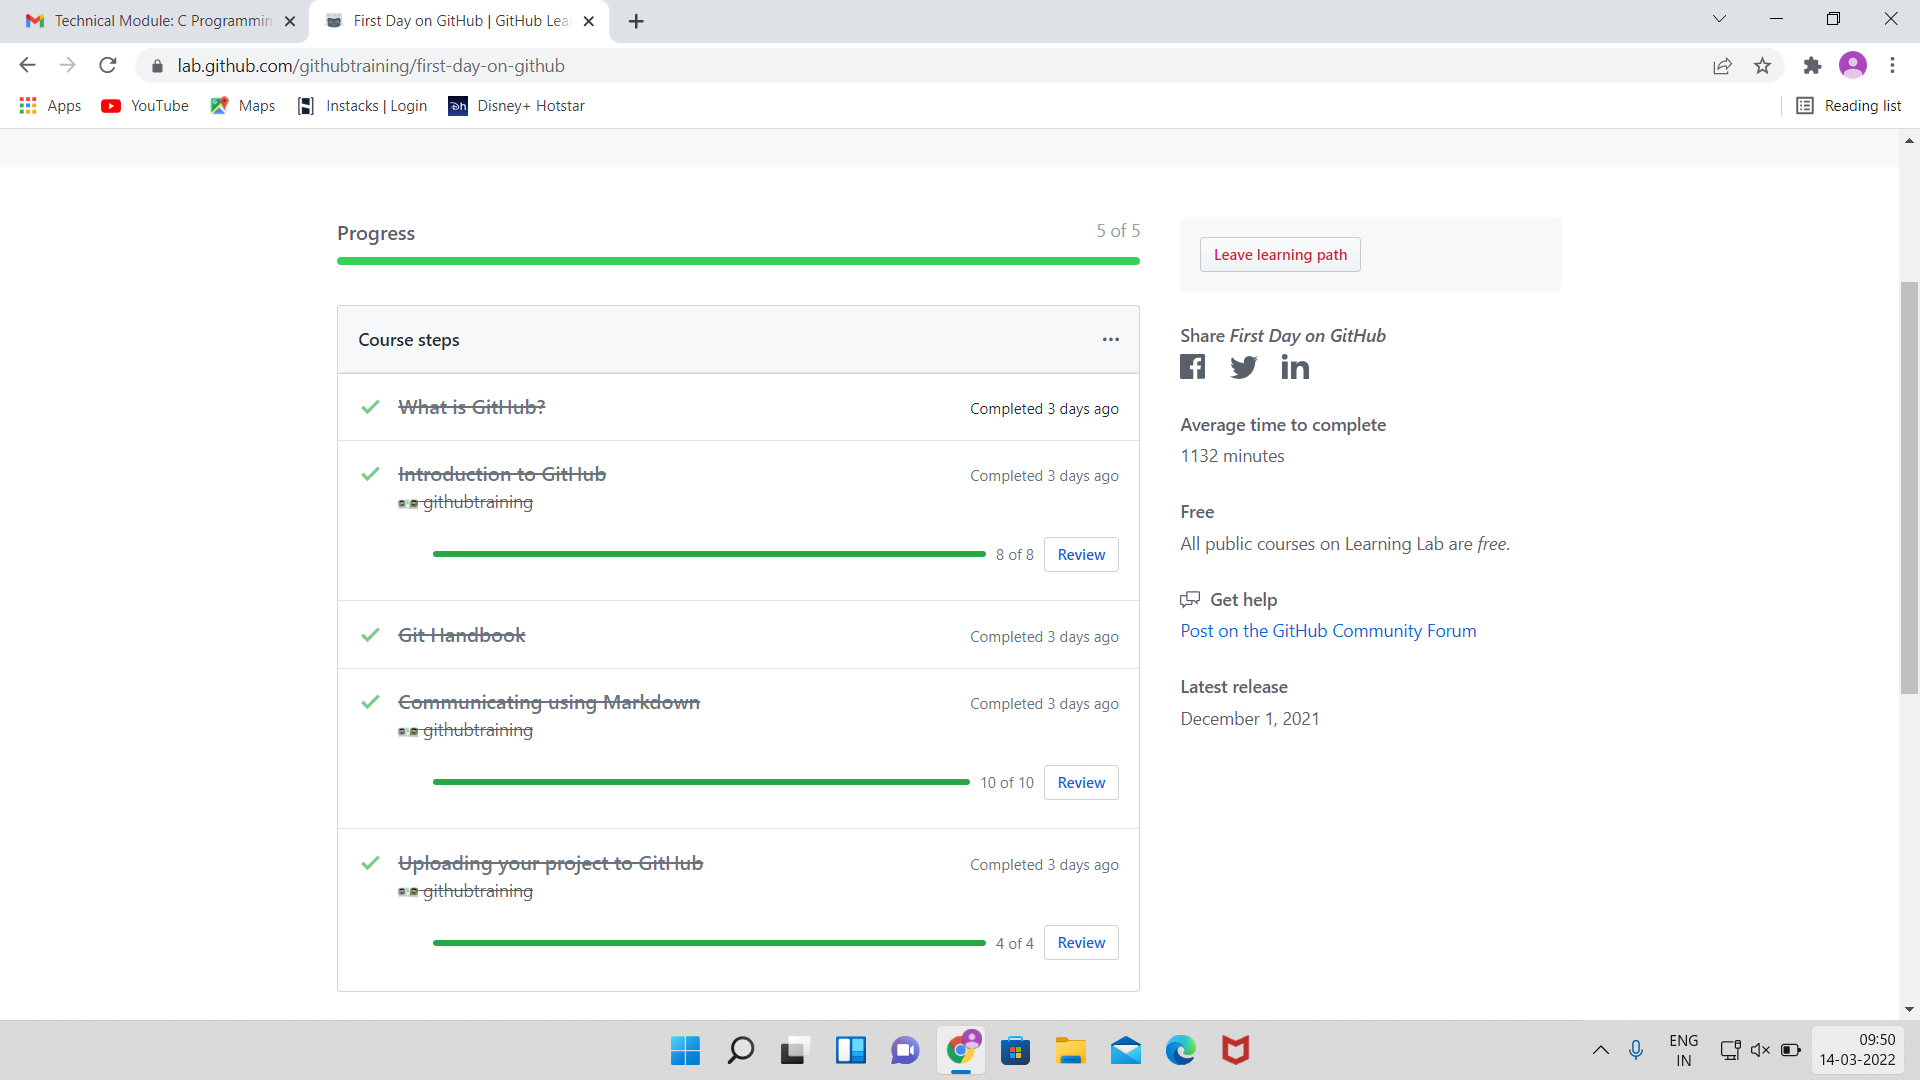 Technical Module: C Programmin
First Day on GitHub | GitHub Lea
lab.github.com/githubtraining/first-day-on-github
Apps
YouTube
Maps
Instacks | Login
Disney+ Hotstar
Reading list
Progress
5 of 5
Course steps
What is GitHub?
Completed 3 days ago
Introduction to GitHub
Completed 3 days ago
githubtraining
8 of 8
Review
Git Handbook
Completed 3 days ago
Communicating using Markdown
Completed 3 days ago
githubtraining
10 of 10
Review
Uploading your project to GitHub
Completed 3 days ago
githubtraining
4 of 4
Review
Leave learning path
Share First Day on GitHub
Average time to complete
1132 minutes
Free
All public courses on Learning Lab are free.
Get help
Post on the GitHub Community Forum
Latest release
December 1, 2021
ENG
IN
09:50
14-03-2022